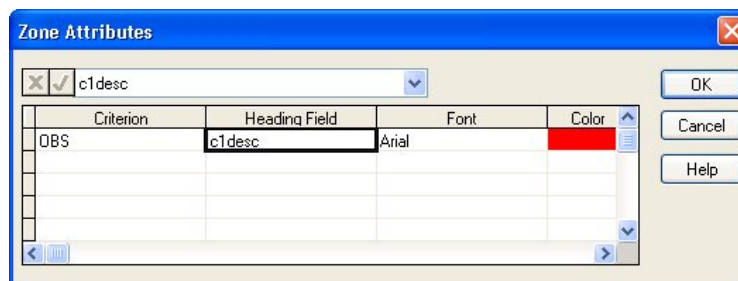 Zone Attributes
c1desc
OK
Criterion Heading Field Font Color
OBS c1desc Arial
Cancel
Help